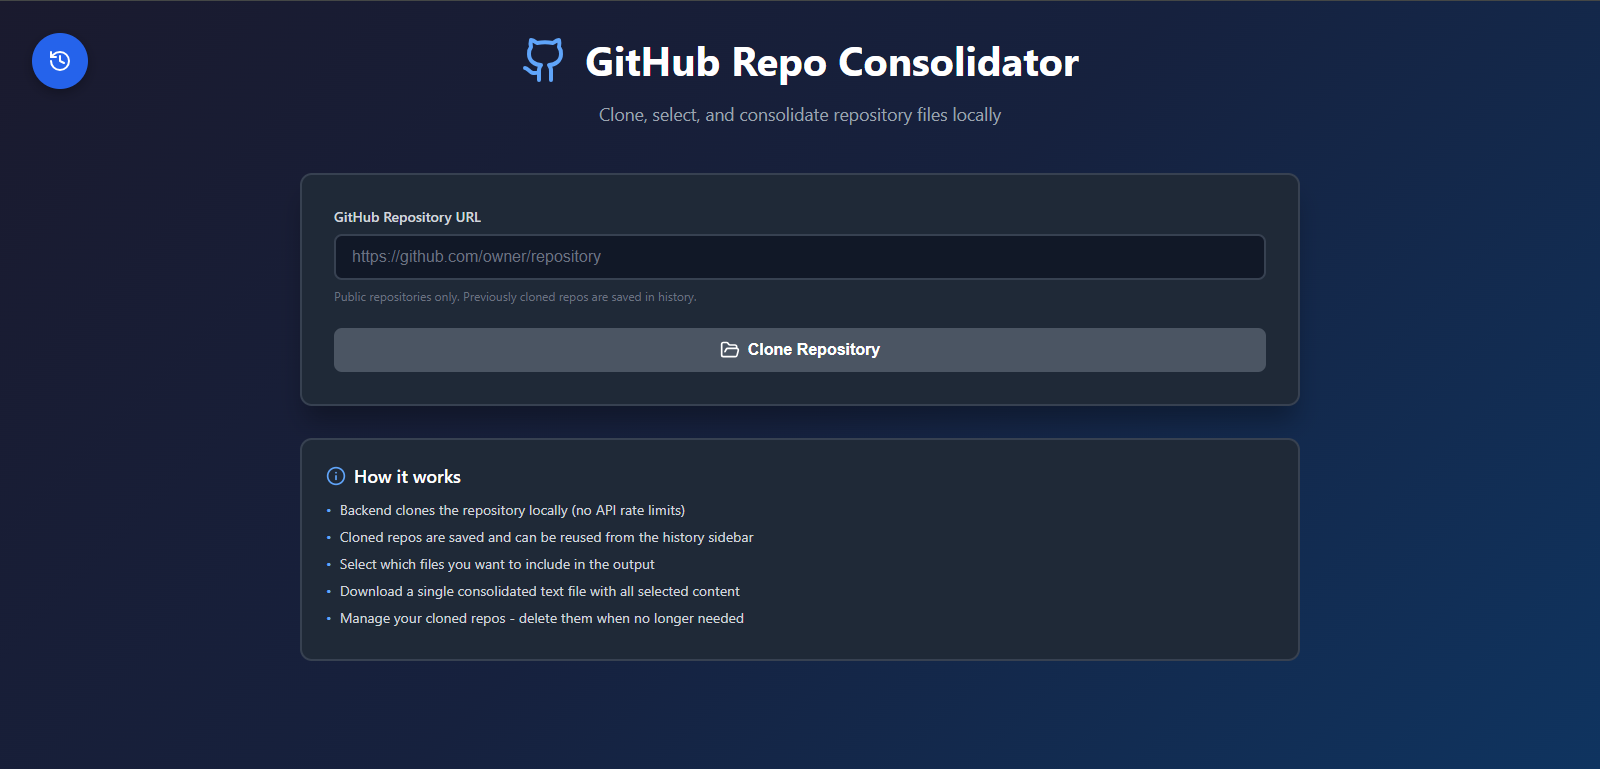 GitHub Repo Consolidator
Clone, select, and consolidate repository files locally
GitHub Repository URL
https://github.com/owner/repository
Public repositories only. Previously cloned repos are saved in history.
Clone Repository
How it works
• Backend clones the repository locally (no API rate limits)
• Cloned repos are saved and can be reused from the history sidebar
• Select which files you want to include in the output
• Download a single consolidated text file with all selected content
• Manage your cloned repos - delete them when no longer needed